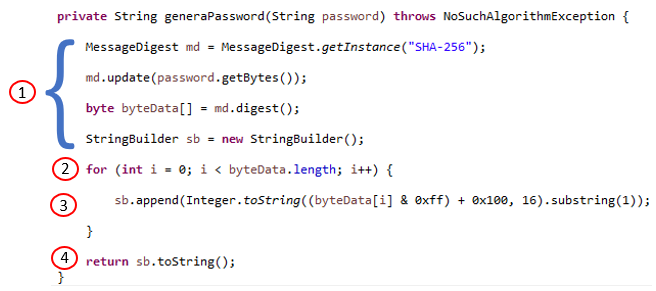 private String generaPassword(String password) throws NoSuchAlgorithmException {
MessageDigest md = MessageDigest.getInstance("SHA-256");
md.update(password.getBytes());
1
byte byteData[] = md.digest();
StringBuilder sb = new StringBuilder();
2 for (int i = 0; i < byteData.length; i++) {
3 sb.append(Integer.toString((byteData[i] & 0xff) + 0x100, 16).substring(1));
}
4 return sb.toString();
}